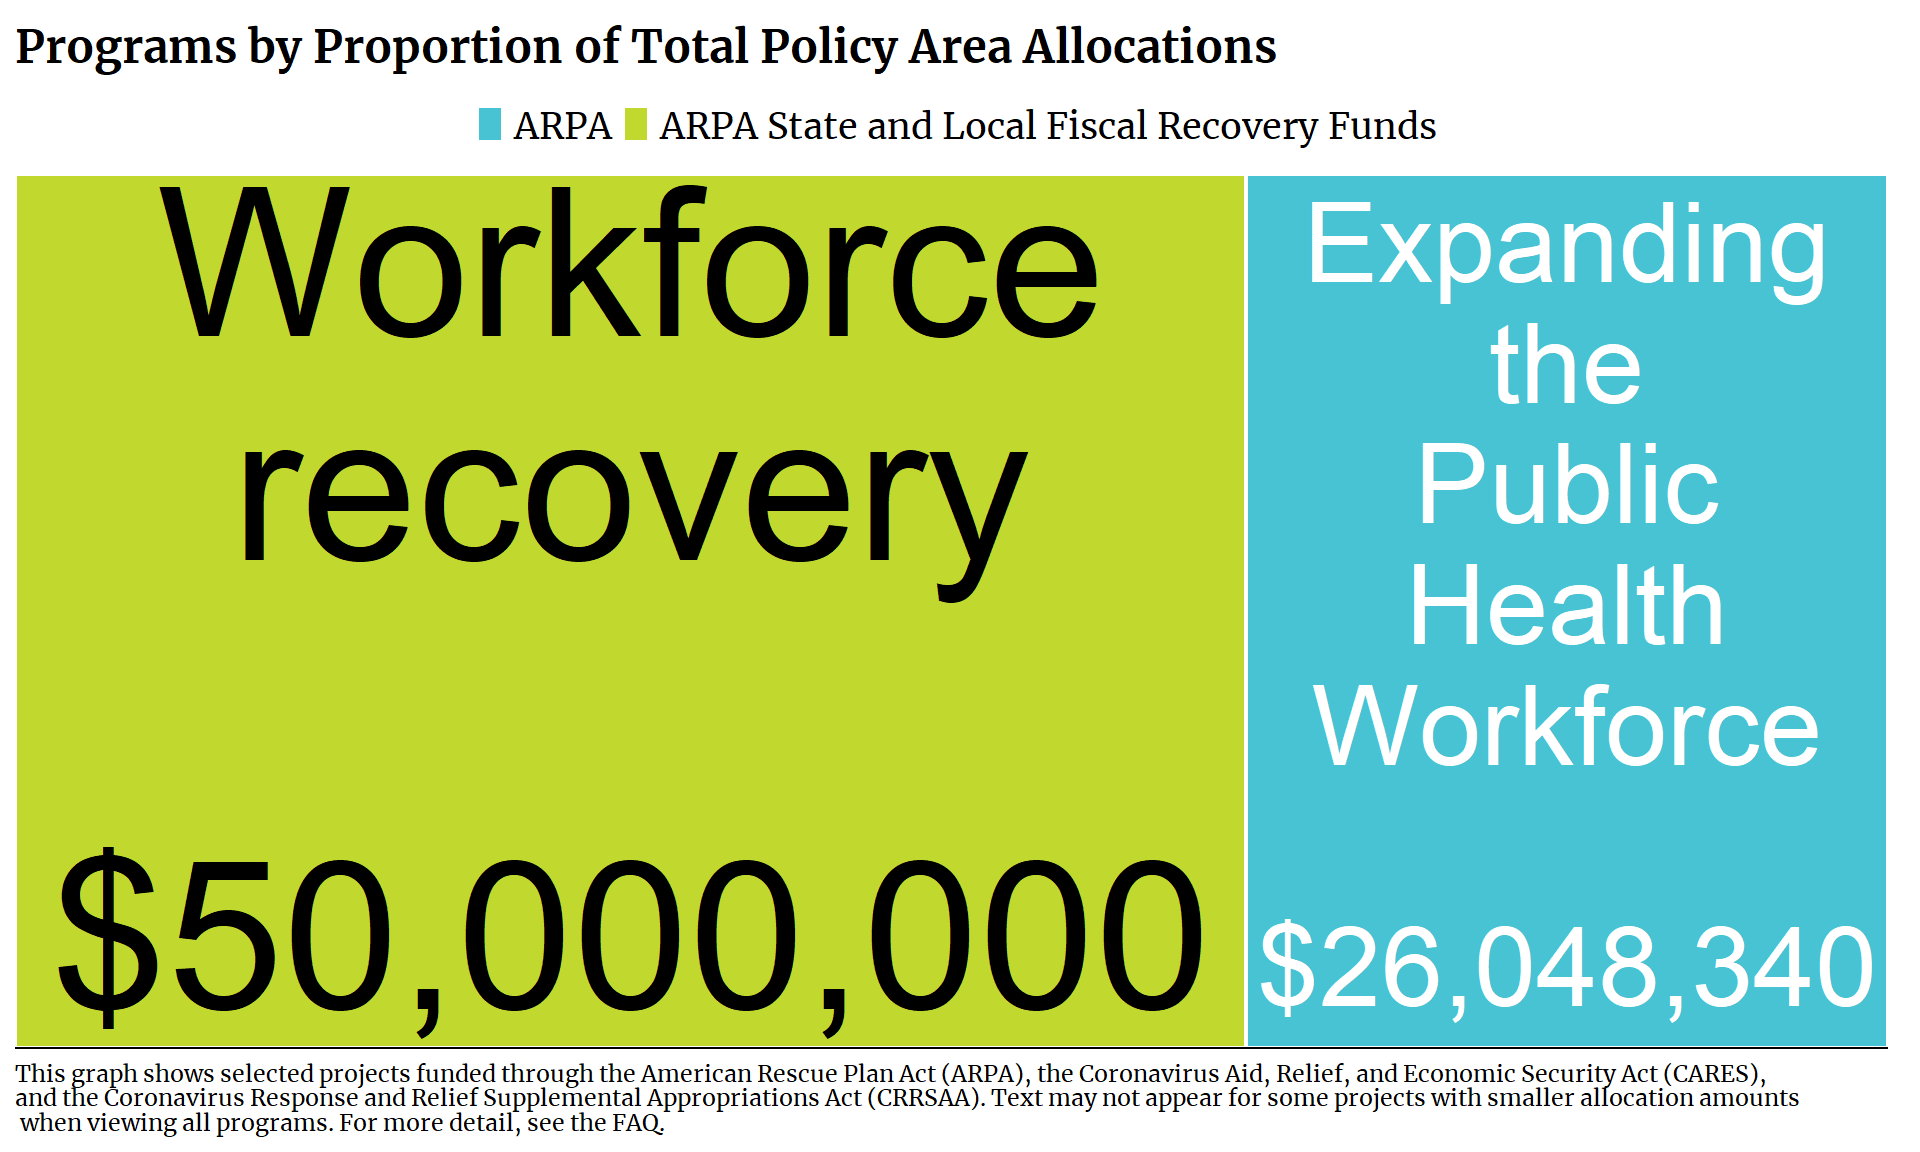 Programs by Proportion of Total Policy Area Allocations
ARPA ARPA State and Local Fiscal Recovery Funds
Workforce
recovery
$50,000,000
Expanding
the
Public
Health
Workforce
$26,048,340
This graph shows selected projects funded through the American Rescue Plan Act (ARPA), the Coronavirus Aid, Relief, and Economic Security Act (CARES),
and the Coronavirus Response and Relief Supplemental Appropriations Act (CRRSAA). Text may not appear for some projects with smaller allocation amounts
when viewing all programs. For more detail, see the FAQ.